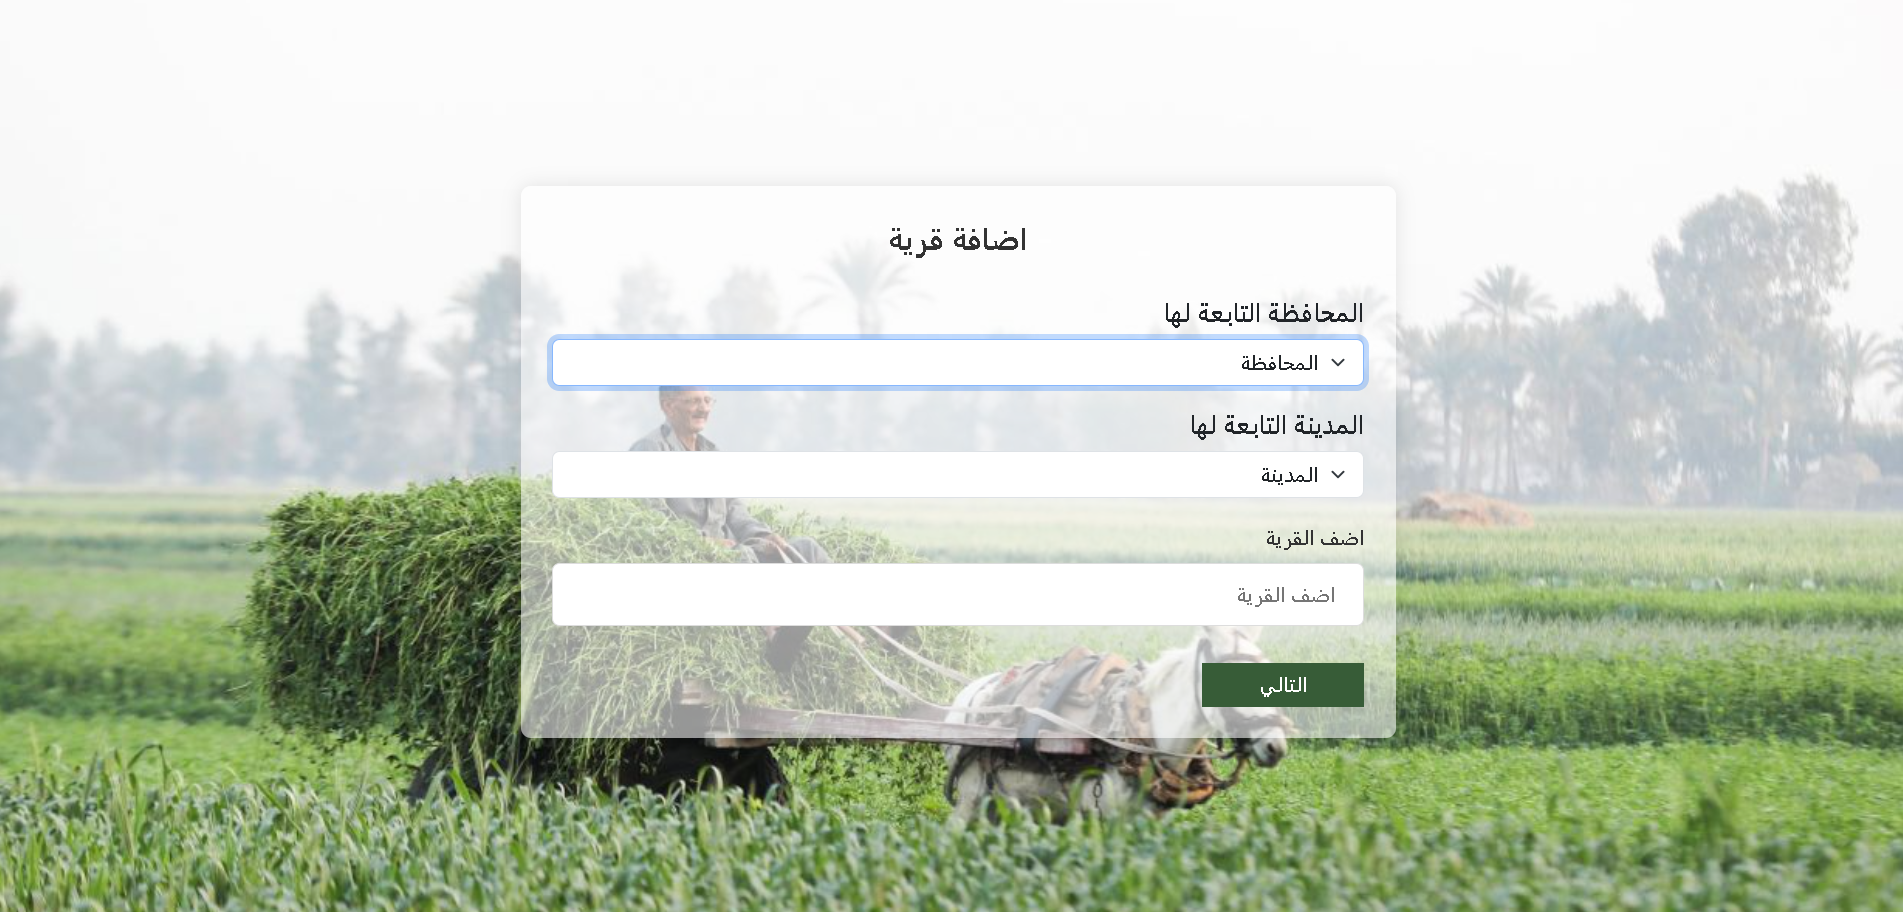 اضافة قرية
المحافظة التابعة لها
المحافظة
المدينة التابعة لها
المدينة
اضف القرية
اضف القرية
التالي